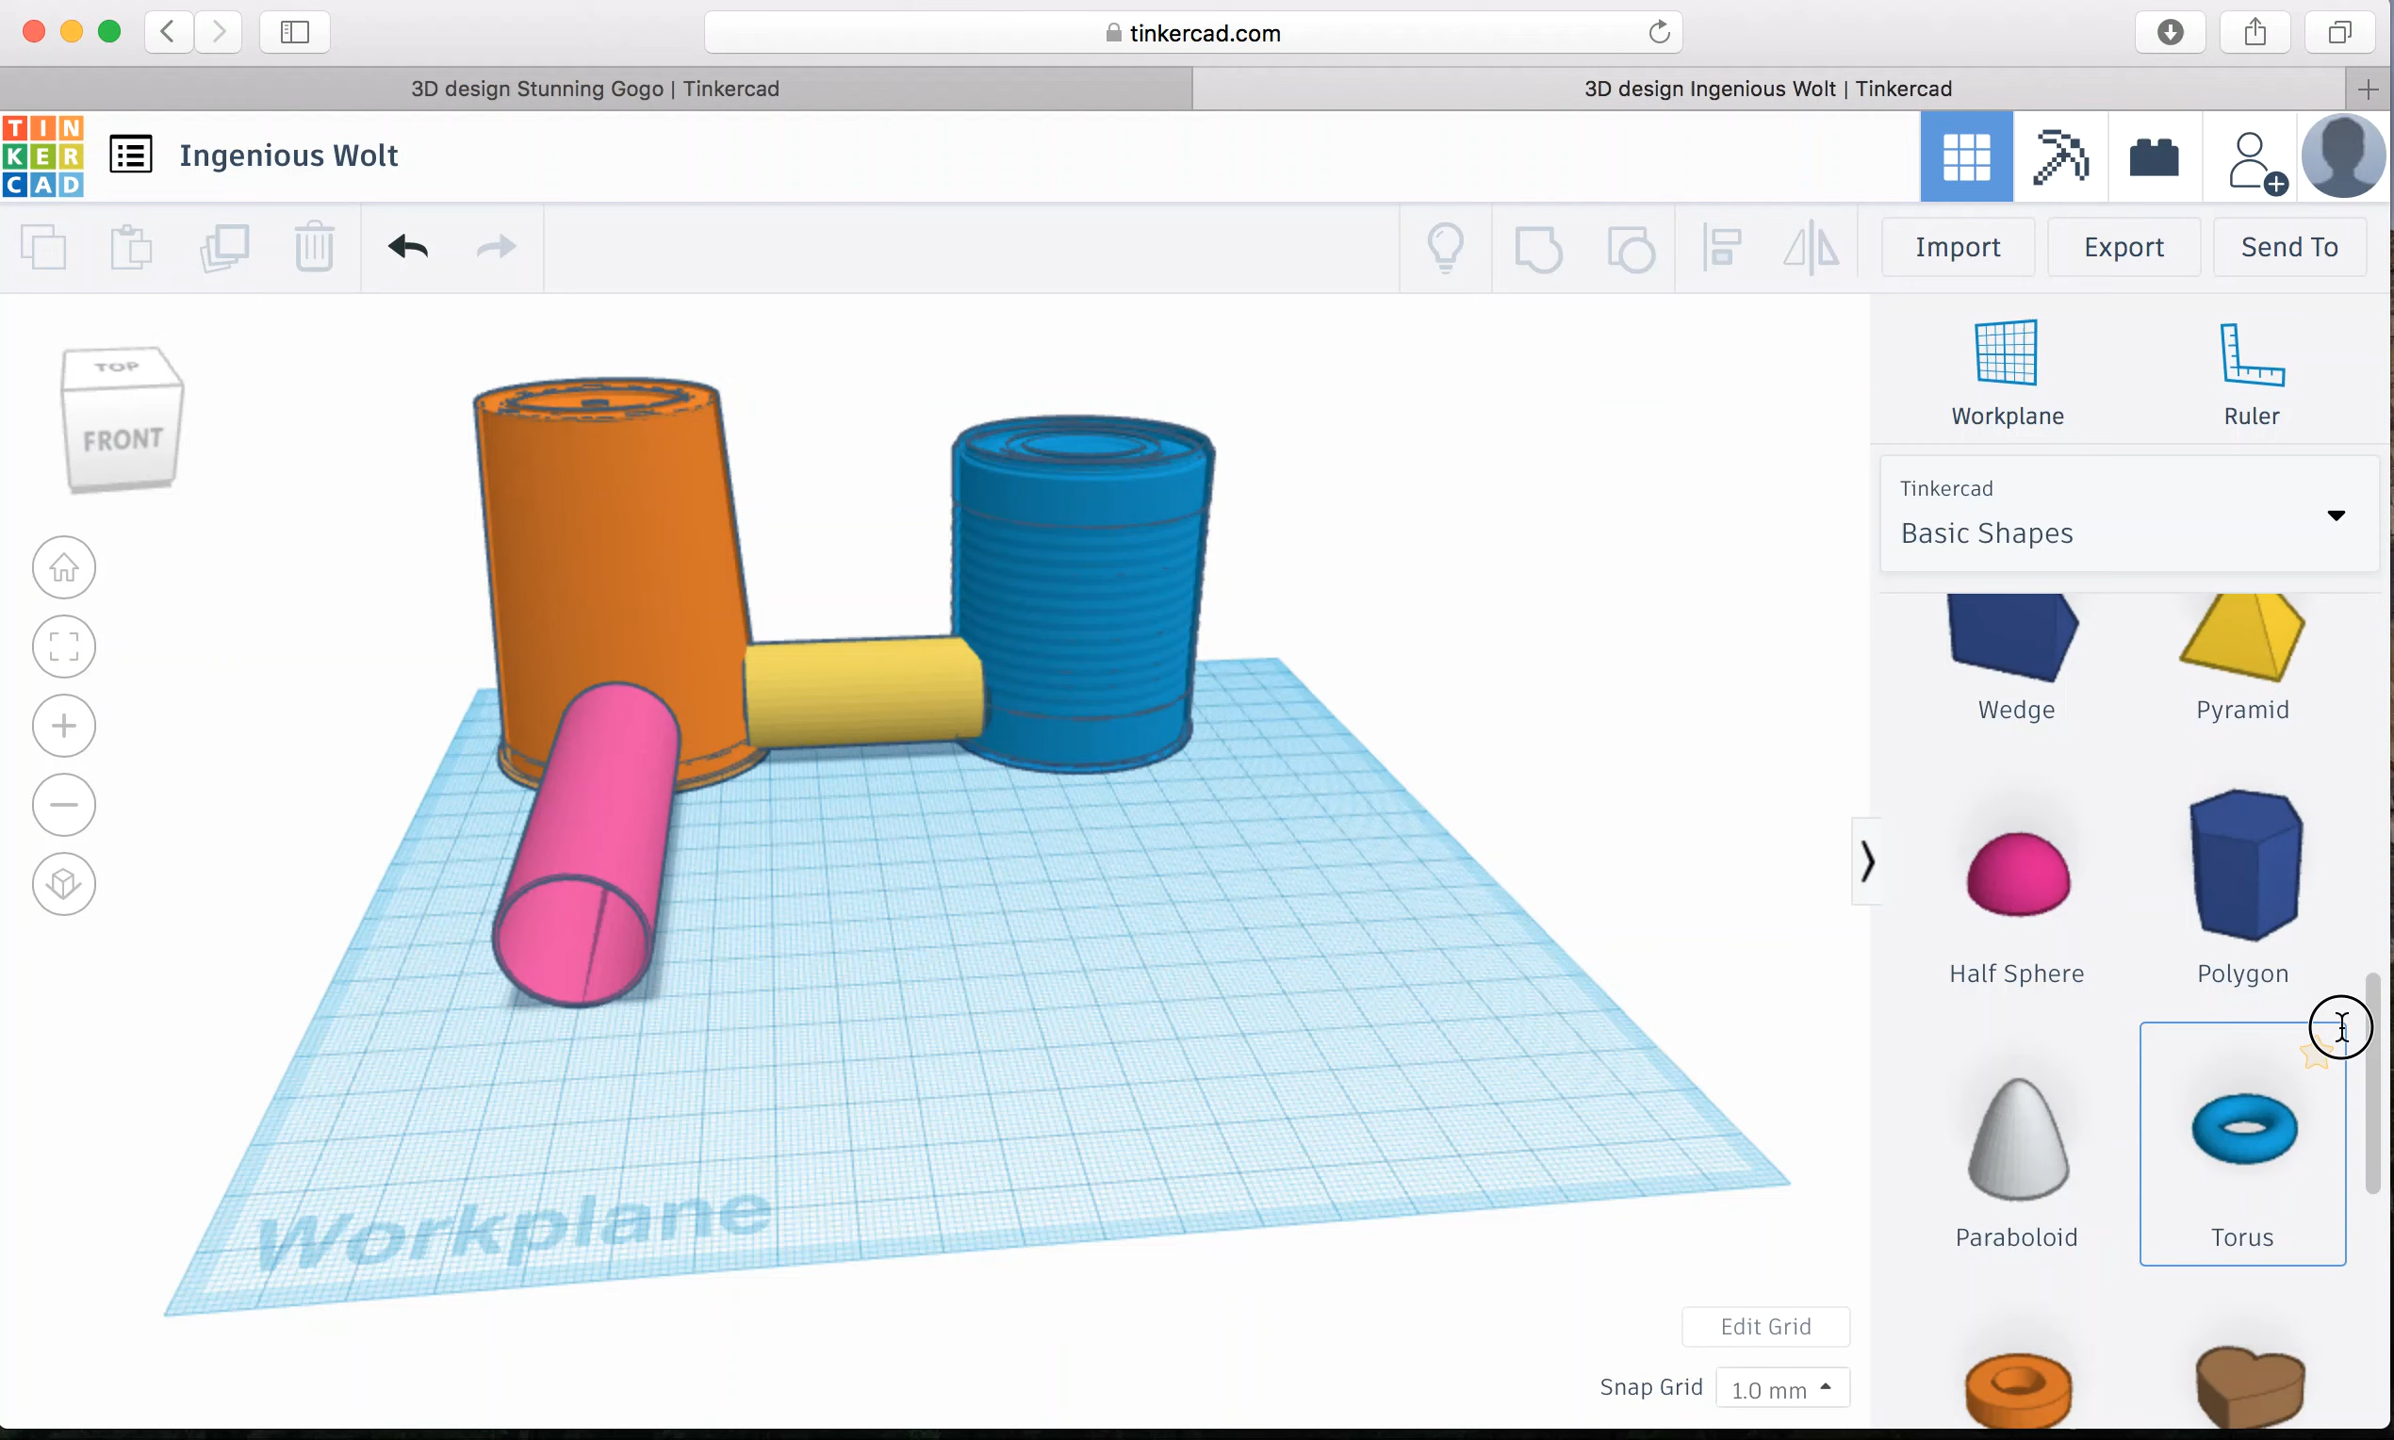 tinkercad.com
3D design Stunning Gogo | Tinkercad
3D design Ingenious Wolt | Tinkercad
TIN
KER
CAD
Ingenious Wolt
Import
Export
Send To
TOP
FRONT
Workplane
Ruler
Tinkercad
Basic Shapes
Wedge
Pyramid
Half Sphere
Polygon
Paraboloid
Torus
Workplane
Edit Grid
Snap Grid
1.0 mm